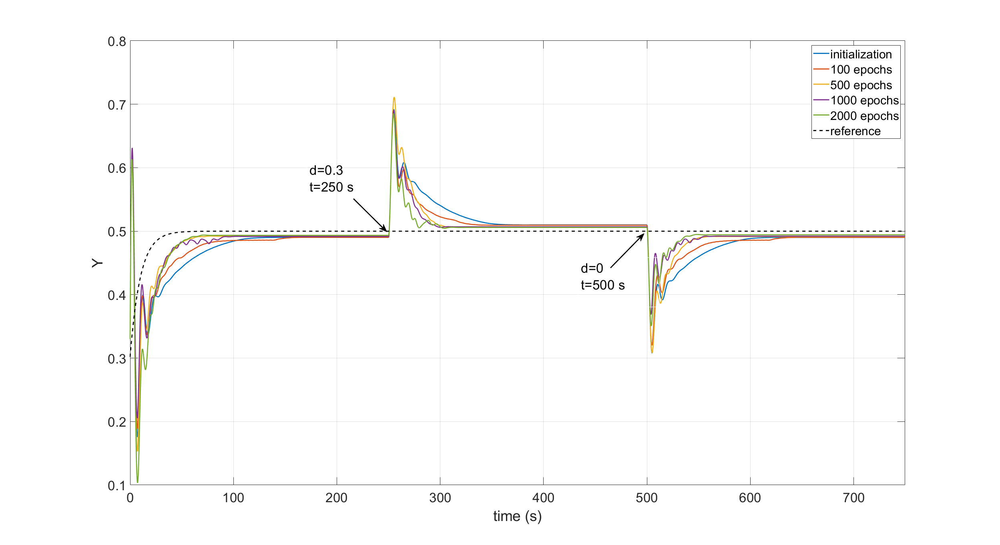 0.8
0.7
0.6
0.5
0.4
0.3
0.2
0.1
Y
0 100 200 300 400 500 600 700
time (s)
d=0.3
t=250 s
d=0
t=500 s
initialization
100 epochs
500 epochs
1000 epochs
2000 epochs
reference